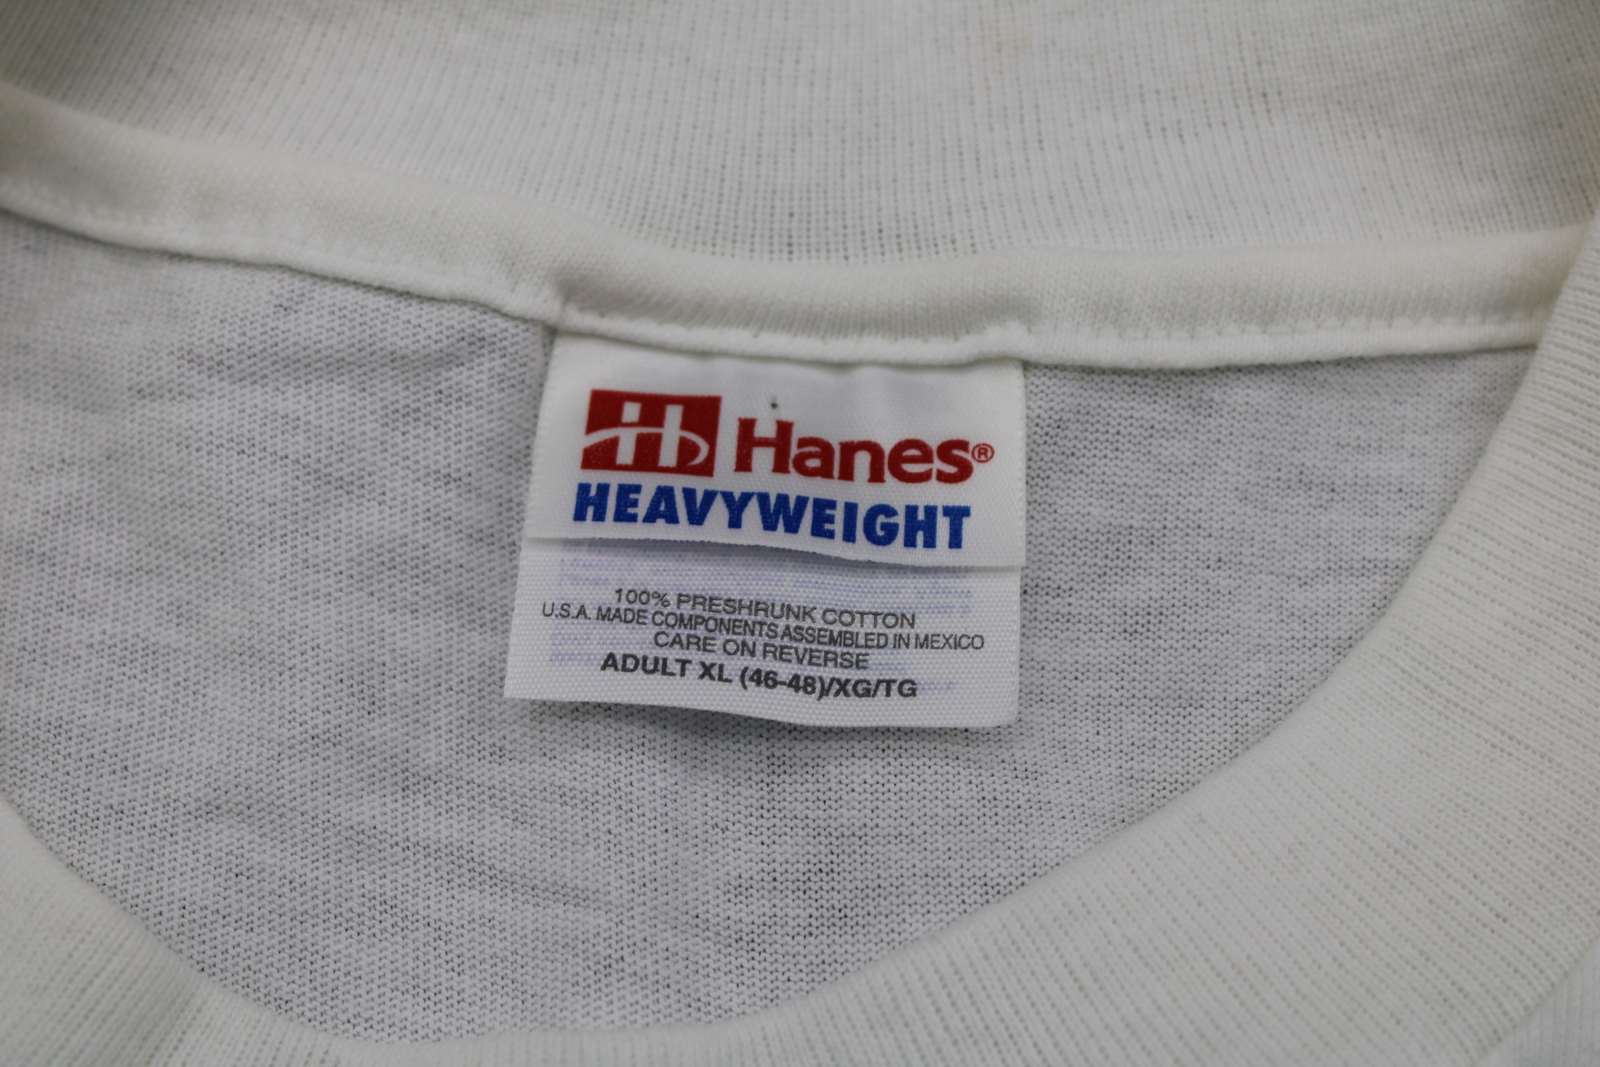 Hanes®
HEAVYWEIGHT
100% PRESHRUNK COTTON
U.S.A. MADE COMPONENTS ASSEMBLED IN MEXICO
CARE ON REVERSE
ADULT XL (46-48)/XG/TG